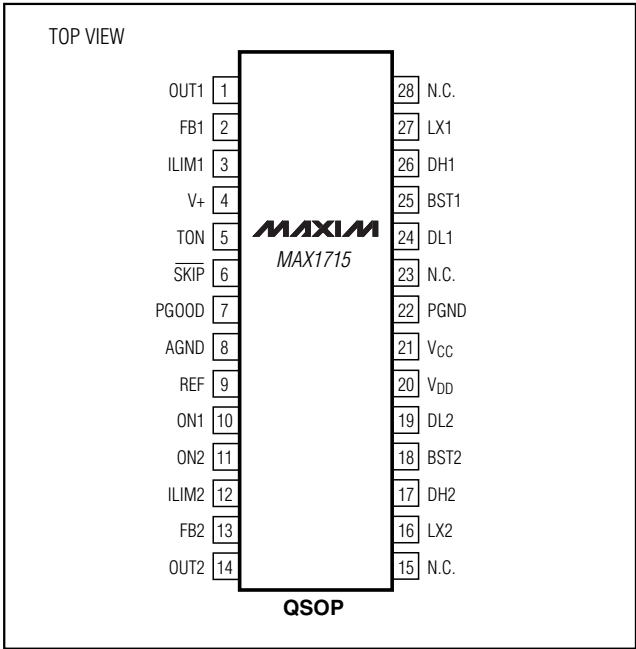 TOP VIEW
OUT1 1
FB1 2
ILIM1 3
V+ 4
TON 5
SKIP 6
PGOOD 7
AGND 8
REF 9
ON1 10
ON2 11
ILIM2 12
FB2 13
OUT2 14
MAXIM
MAX1715
28 N.C.
27 LX1
26 DH1
25 BST1
24 DL1
23 N.C.
22 PGND
21 VCC
20 VDD
19 DL2
18 BST2
17 DH2
16 LX2
15 N.C.
QSOP